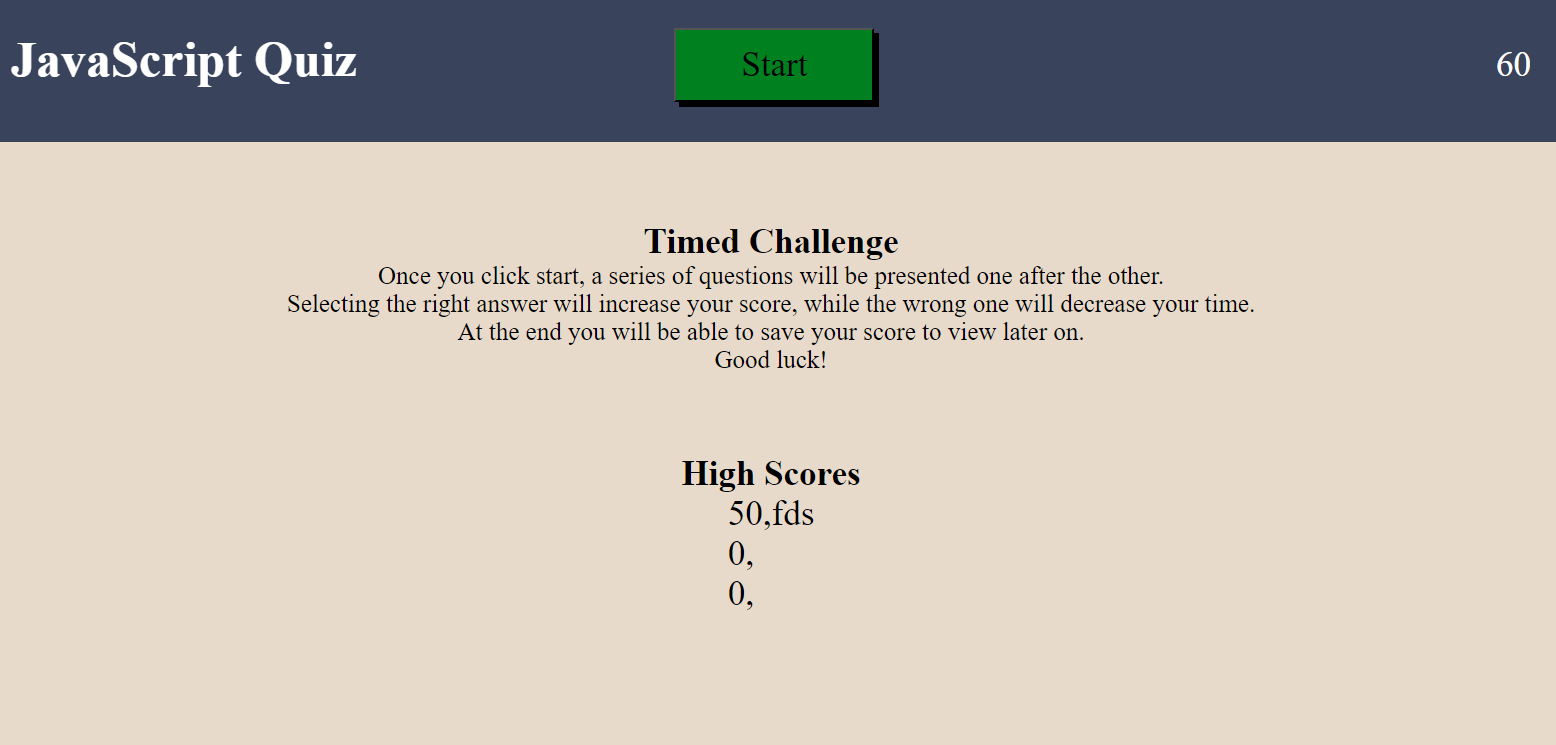 JavaScript Quiz
Start
60
Timed Challenge
Once you click start, a series of questions will be presented one after the other.
Selecting the right answer will increase your score, while the wrong one will decrease your time.
At the end you will be able to save your score to view later on.
Good luck!
High Scores
50,fds
0,
0,